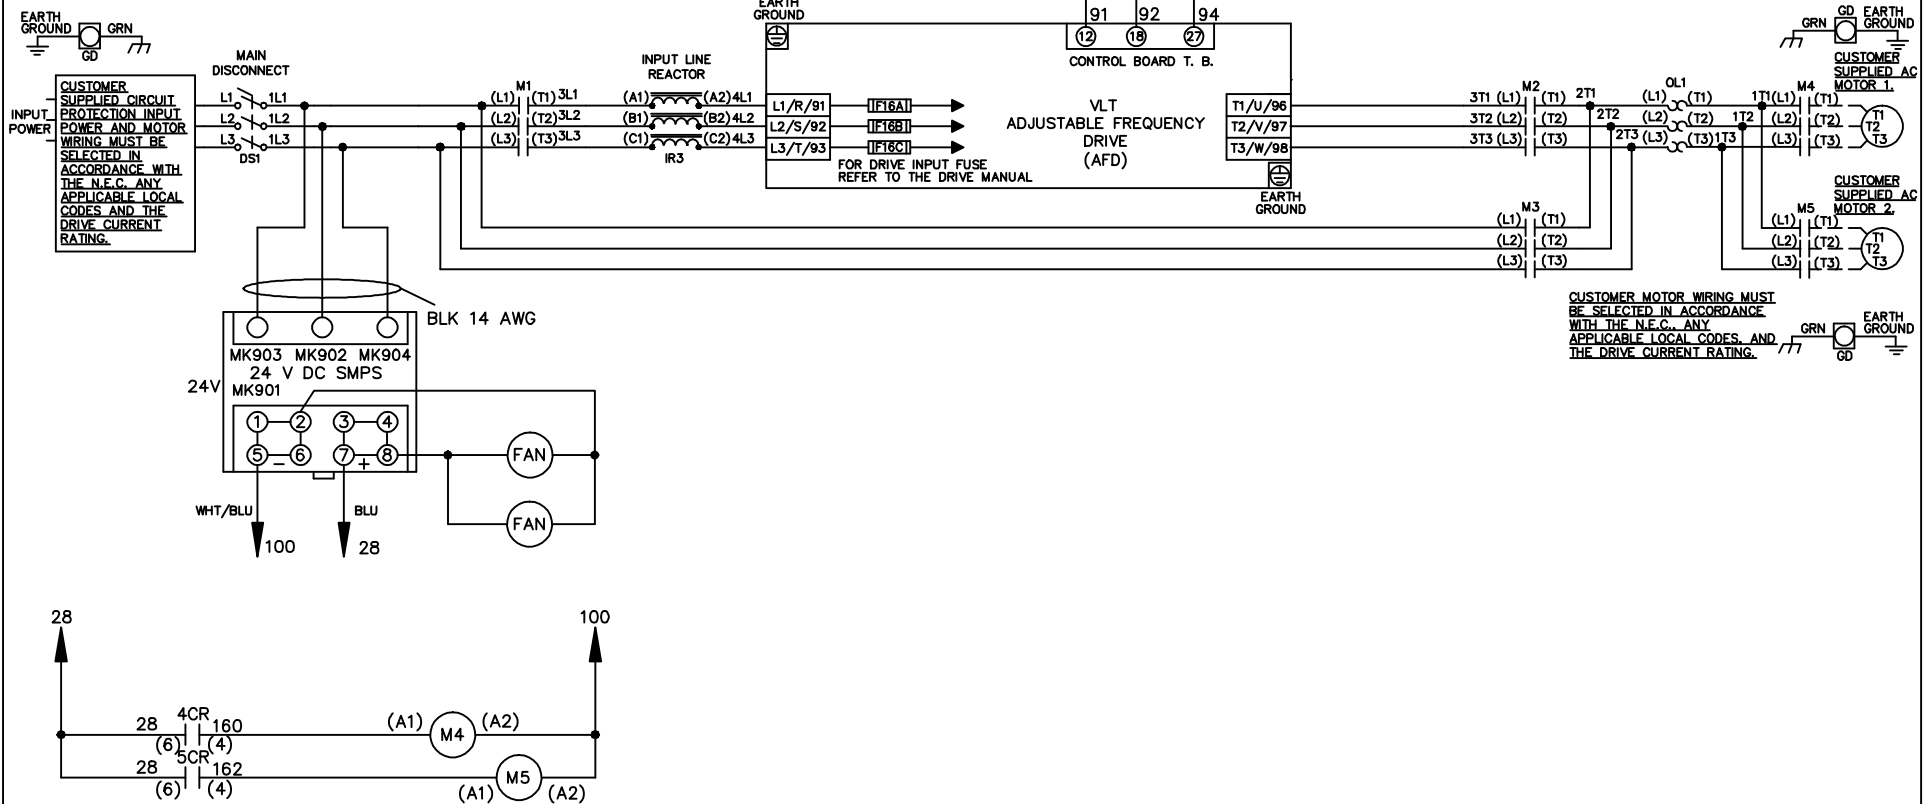 EARTH
GROUND
GRN
GD
MAIN
DISCONNECT
INPUT
POWER
CUSTOMER
SUPPLIED CIRCUIT
PROTECTION INPUT
POWER AND MOTOR
WIRING MUST BE
SELECTED IN
ACCORDANCE WITH
THE N.E.C. ANY
APPLICABLE LOCAL
CODES AND THE
DRIVE CURRENT
RATING.
L1 1L1
L2 1L2
L3 1L3
DS1
M1
(L1) (T1) 3L1
(L2) (T2) 3L2
(L3) (T3) 3L3
INPUT LINE
REACTOR
(A1) (A2) 4L1
(B1) (B2) 4L2
(C1) (C2) 4L3
IR3
EARTH
GROUND
91 92 94
12 18 27
CONTROL BOARD T. B.
L1/R/91 IF16A
L2/S/92 IF16B
L3/T/93 IF16C
FOR DRIVE INPUT FUSE
REFER TO THE DRIVE MANUAL
VLT
ADJUSTABLE FREQUENCY
DRIVE
(AFD)
T1/U/96
T2/V/97
T3/W/98
EARTH
GROUND
M2
3T1 (L1) (T1) 2T1
3T2 (L2) (T2) 2T2
3T3 (L3) (T3) 2T3
OL1
(L1) (T1) 1T1
(L2) (T2) 1T2
(L3) (T3) 1T3
M4
(L1) (T1)
(L2) (T2)
(L3) (T3)
T1
T2
T3
GRN
GD
EARTH
GROUND
CUSTOMER
SUPPLIED AC
MOTOR 1.
M3
(L1) (T1)
(L2) (T2)
(L3) (T3)
CUSTOMER
SUPPLIED AC
MOTOR 2.
M5
(L1) (T1)
(L2) (T2)
(L3) (T3)
T1
T2
T3
CUSTOMER MOTOR WIRING MUST
BE SELECTED IN ACCORDANCE
WITH THE N.E.C., ANY
APPLICABLE LOCAL CODES, AND
THE DRIVE CURRENT RATING.
GRN
GD
EARTH
GROUND
BLK 14 AWG
MK903 MK902 MK904
24 V DC SMPS
24V
MK901
1 2 3 4
5 - 6 7 + 8
FAN
FAN
WHT/BLU
BLU
100
28
28
100
4CR
28 160
(6) (4)
(A1) M4 (A2)
5CR
28 162
(6) (4)
(A1) M5 (A2)